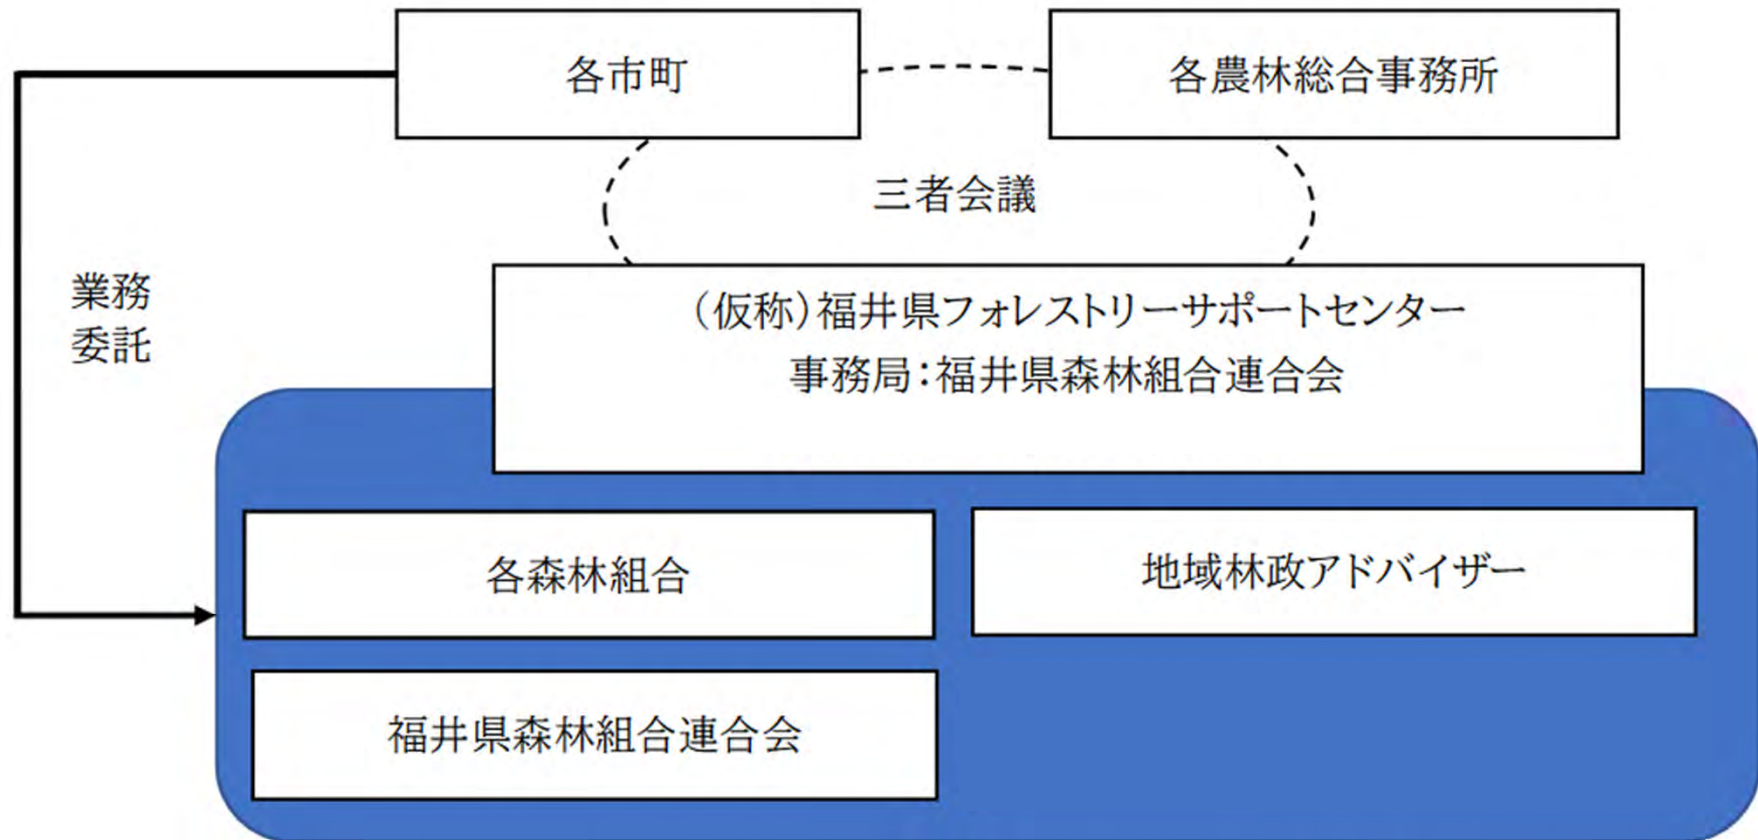 各市町
各農林総合事務所
三者会議
業務
委託
（仮称）福井県フォレストリーサポートセンター
事務局：福井県森林組合連合会
各森林組合
地域林政アドバイザー
福井県森林組合連合会